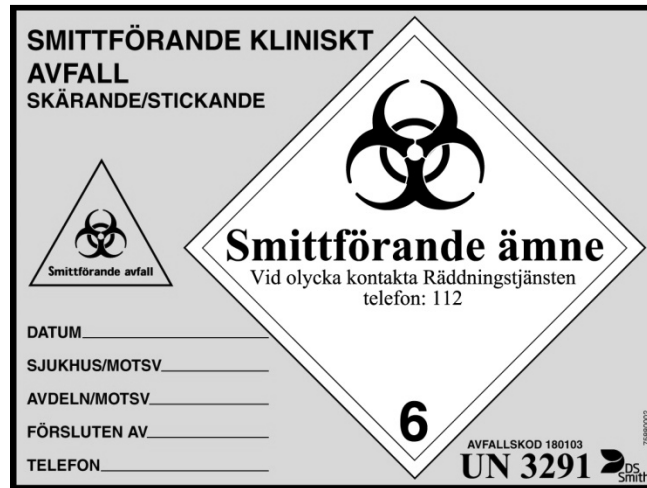 SMITTFÖRANDE KLINISKT
AVFALL
SKÄRANDE/STICKANDE
Smittförande avfall
Smittförande ämne
Vid olycka kontakta Räddningstjänsten
telefon: 112
DATUM
SJUKHUS/MOTSV
AVDELN/MOTSV
FÖRSLUTEN AV
TELEFON
6
AVFALLSKOD 180103
UN 3291
DS
Smith